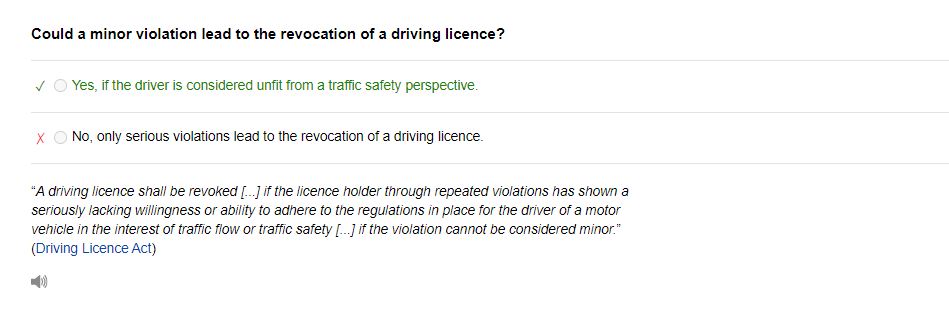 Could a minor violation lead to the revocation of a driving licence?
✓ Yes, if the driver is considered unfit from a traffic safety perspective.
✗ No, only serious violations lead to the revocation of a driving licence.
“A driving licence shall be revoked [...] if the licence holder through repeated violations has shown a
seriously lacking willingness or ability to adhere to the regulations in place for the driver of a motor
vehicle in the interest of traffic flow or traffic safety [...] if the violation cannot be considered minor.”
(Driving Licence Act)